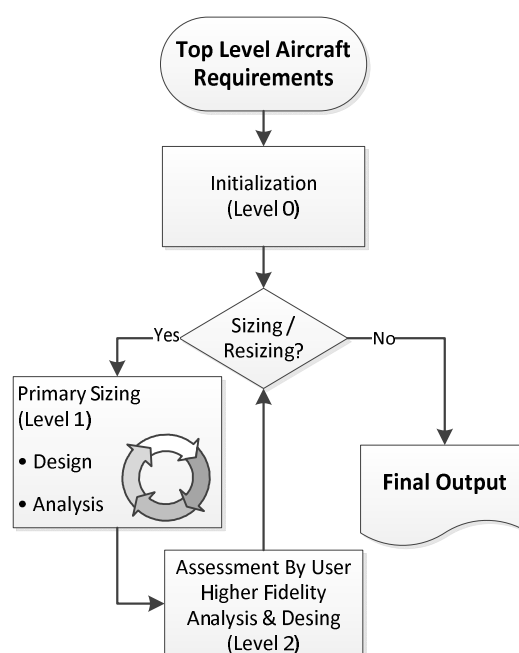 Top Level Aircraft
Requirements
Initialization
(Level 0)
Sizing /
Resizing?
Yes
No
Primary Sizing
(Level 1)
• Design
• Analysis
Final Output
Assessment By User
Higher Fidelity
Analysis & Desing
(Level 2)